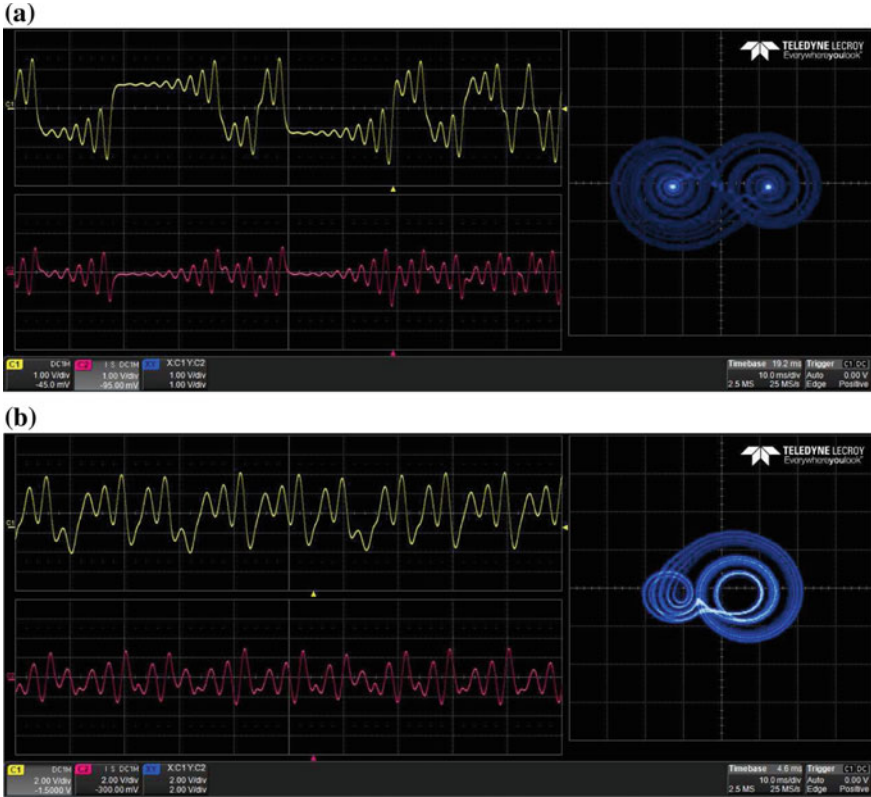 (a)
TELEDYNE LECROY
Everywhereyoulook
C1
C1 DC1M
1.00 V/div
-45.0 mV
C2 I S DC1M
1.00 V/div
-95.00 mV
X:C1Y:C2
1.00 V/div
1.00 V/div
Timebase 19.2 ms
10.0 ms/div
2.5 MS 25 MS/s
Trigger C1 DC
Auto 0.00 V
Edge Positive
(b)
TELEDYNE LECROY
Everywhereyoulook
C1
C1 DC1M
2.00 V/div
-1.5000 V
C2 I S DC1M
2.00 V/div
-300.00 mV
X:C1Y:C2
2.00 V/div
2.00 V/div
Timebase 4.6 ms
10.0 ms/div
2.5 MS 25 MS/s
Trigger C1 DC
Auto 0.00 V
Edge Positive